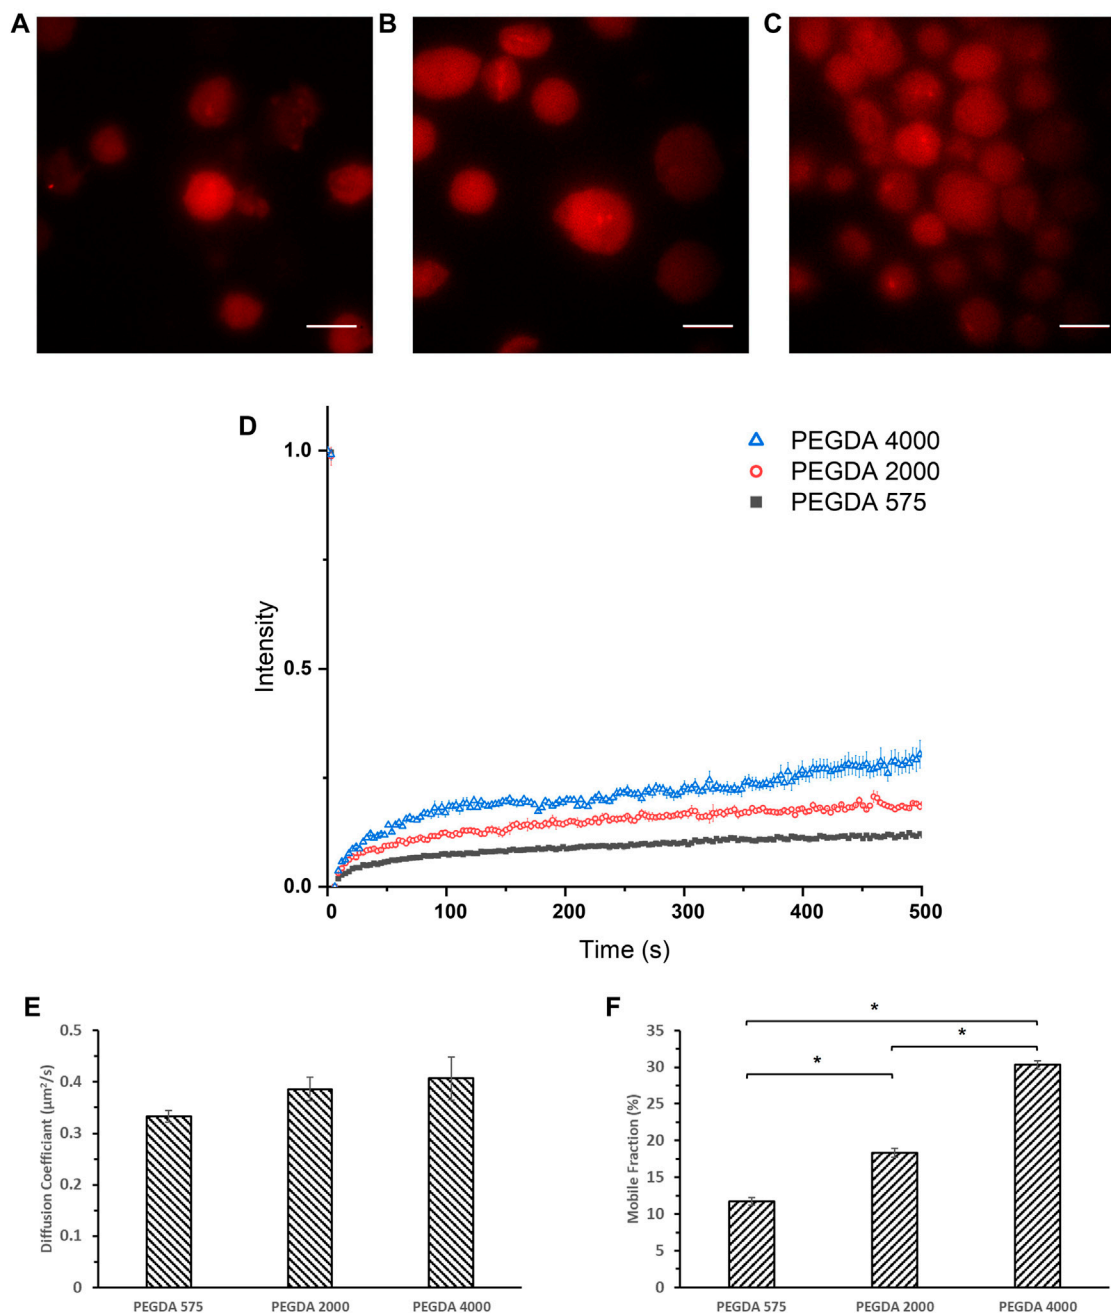 A
B
C
D
PEGDA 4000
PEGDA 2000
PEGDA 575
1.0
0.5
0.0
Intensity
0
100
200
300
400
500
Time (s)
E
0.5
0.4
0.3
0.2
0.1
0
Diffusion Coefficiant (µm²/s)
PEGDA 575
PEGDA 2000
PEGDA 4000
F
*
*
*
35
30
25
20
15
10
5
0
Mobile Fraction (%)
PEGDA 575
PEGDA 2000
PEGDA 4000